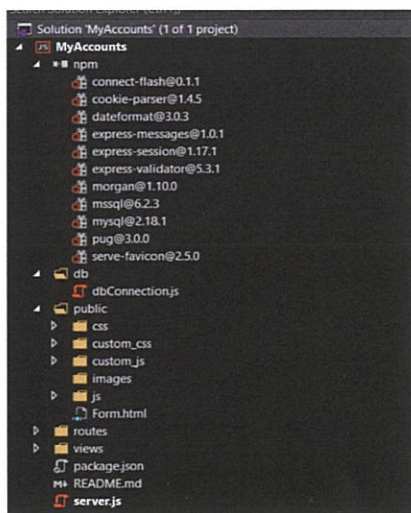 Solution 'MyAccounts' (1 of 1 project)
JS MyAccounts
npm
connect-flash@0.1.1
cookie-parser@1.4.5
dateformat@3.0.3
express-messages@1.0.1
express-session@1.17.1
express-validator@5.3.1
morgan@1.10.0
mssql@6.2.3
mysql@2.18.1
pug@3.0.0
serve-favicon@2.5.0
db
dbConnection.js
public
css
custom_css
custom_js
images
js
Form.html
routes
views
package.json
M+ README.md
server.js